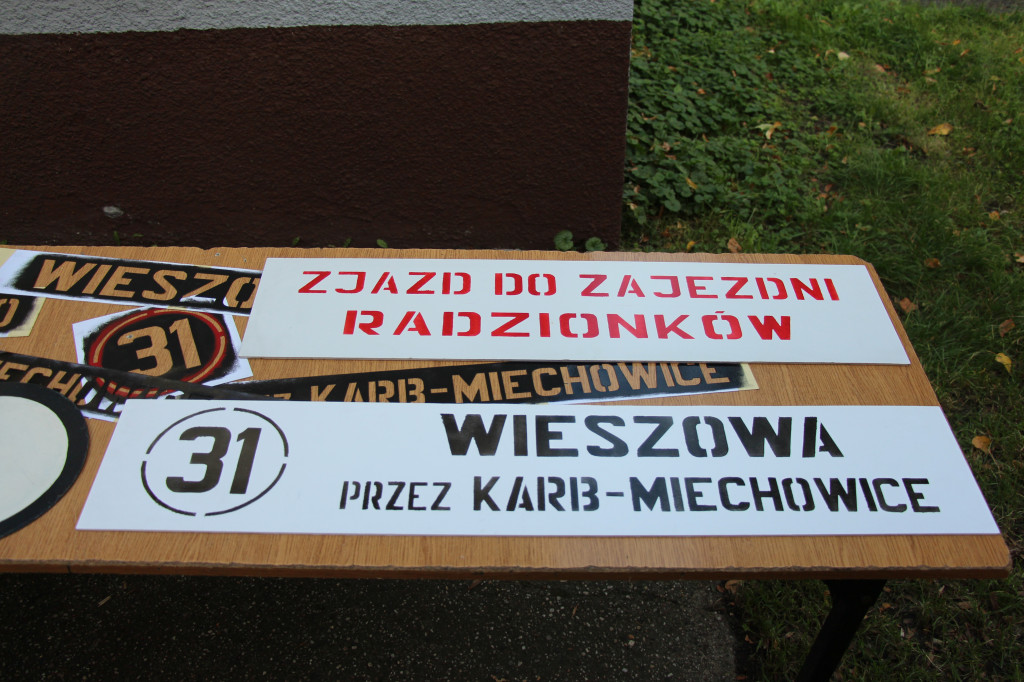 WIESZO
ZJAZD DO ZAJEZDNI
RADZIONKÓW
31
KARB-MIECHOWICE
31
WIESZOWA
PRZEZ KARB-MIECHOWICE